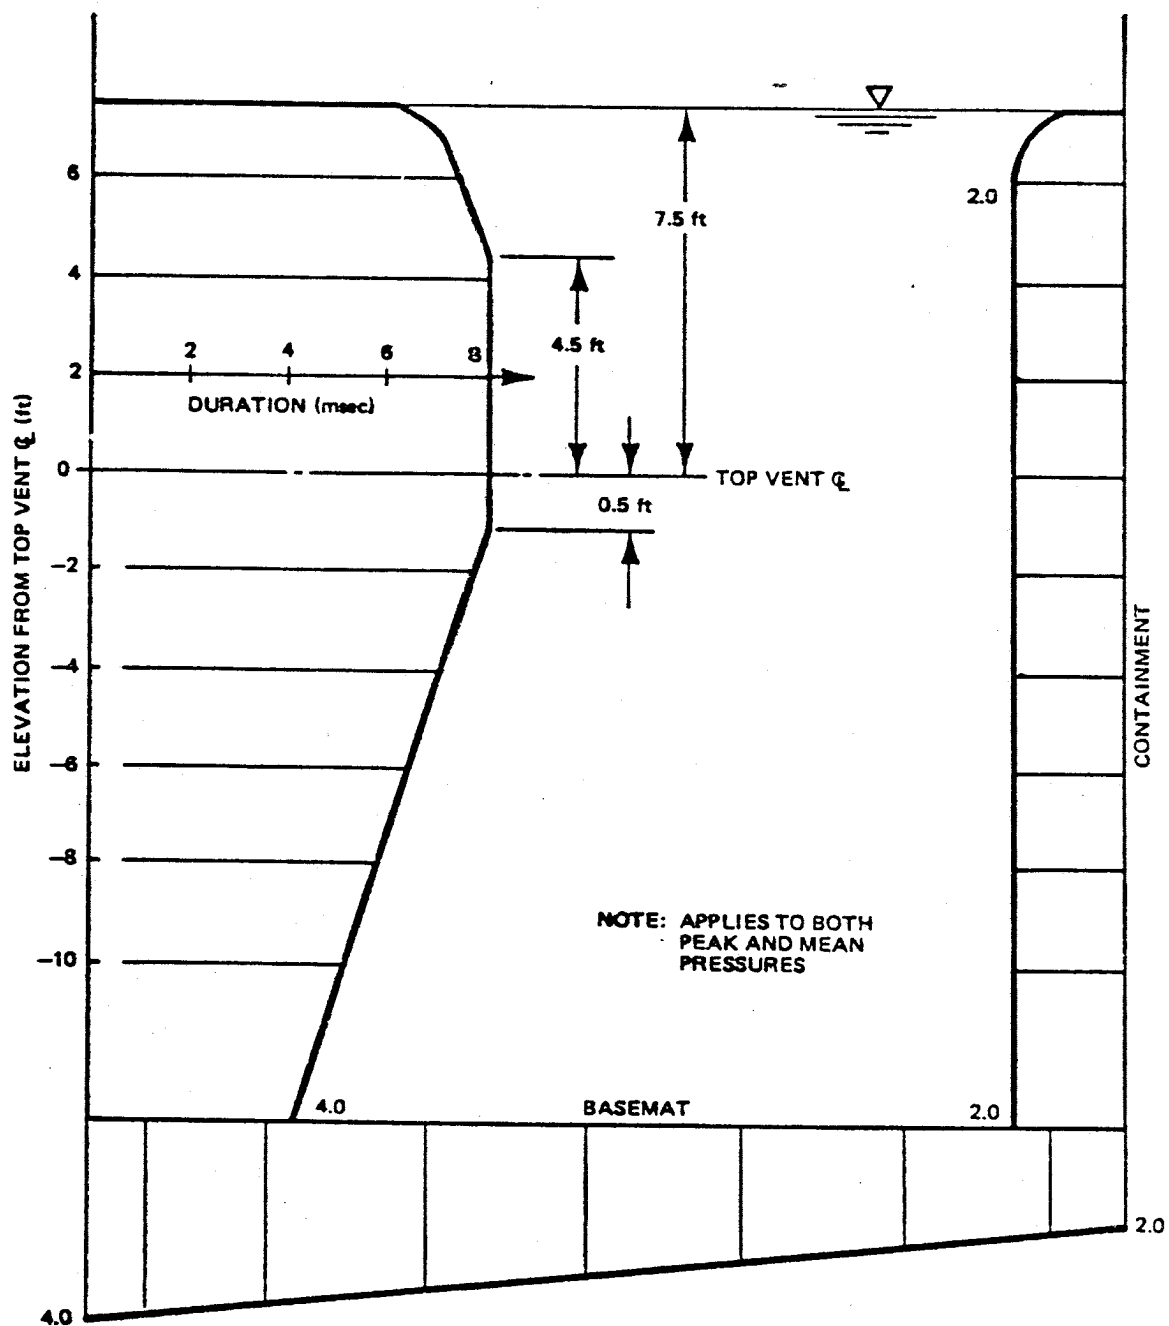 6
2.0
7.5 ft
4
4.5 ft
2 4 6 8
2
DURATION (msec)
0
TOP VENT ℄
0.5 ft
−2
−4
−6
−8
−10
ELEVATION FROM TOP VENT ℄ (ft)
CONTAINMENT
NOTE: APPLIES TO BOTH
PEAK AND MEAN
PRESSURES
4.0
BASEMAT
2.0
2.0
4.0